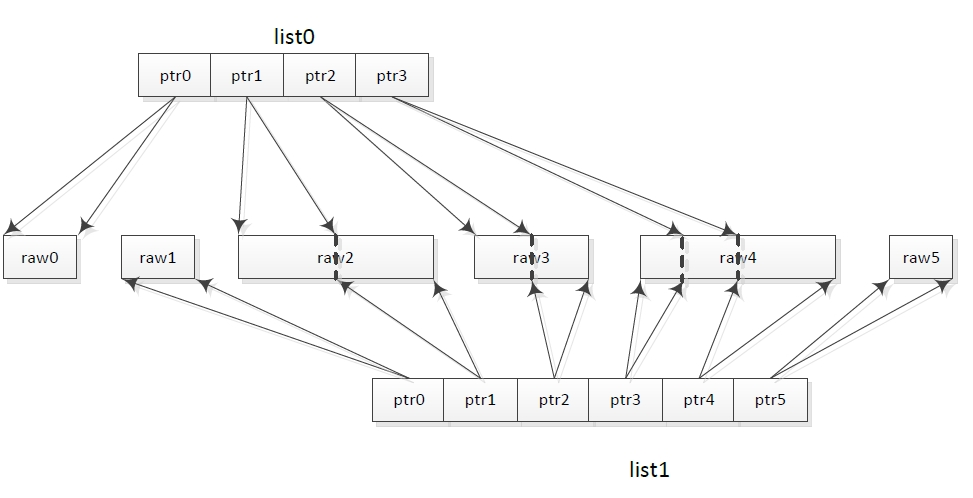 list0
ptr0 ptr1 ptr2 ptr3
raw0 raw1 raw2 raw3 raw4 raw5
ptr0 ptr1 ptr2 ptr3 ptr4 ptr5
list1